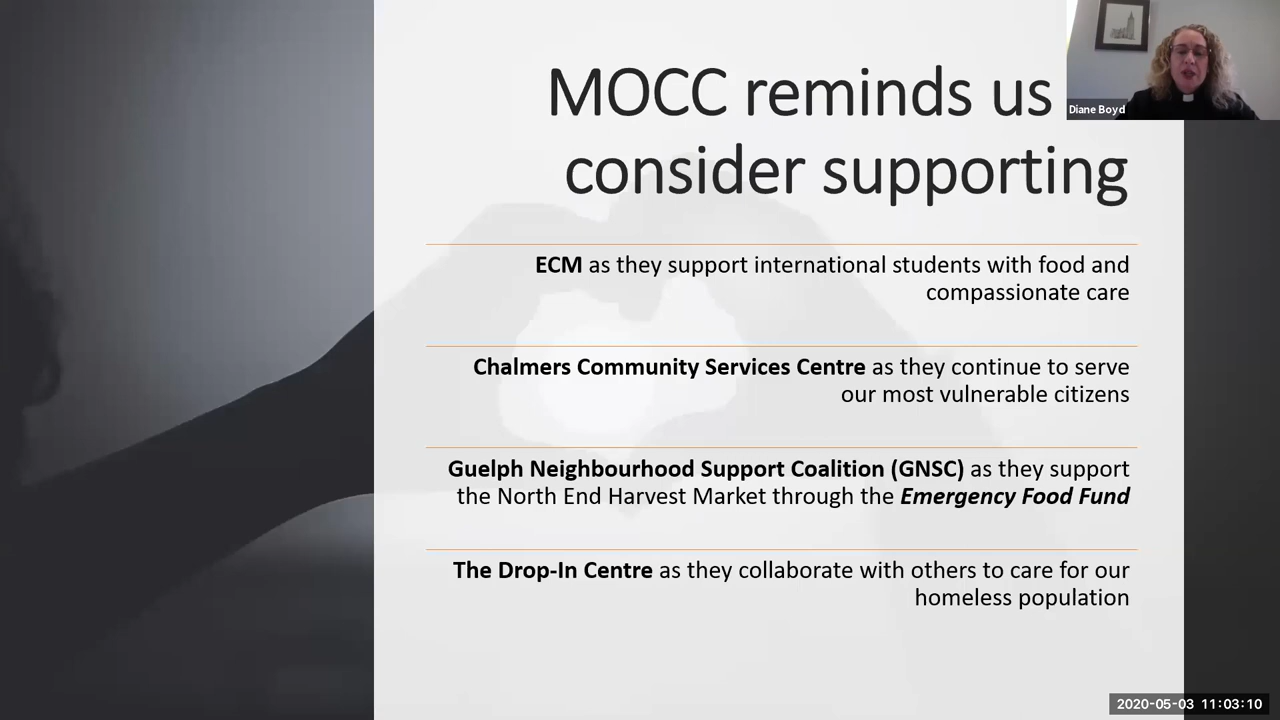 MOCC reminds us
consider supporting
Diane Boyd
ECM as they support international students with food and
compassionate care
Chalmers Community Services Centre as they continue to serve
our most vulnerable citizens
Guelph Neighbourhood Support Coalition (GNSC) as they support
the North End Harvest Market through the Emergency Food Fund
The Drop-In Centre as they collaborate with others to care for our
homeless population
2020-05-03 11:03:10